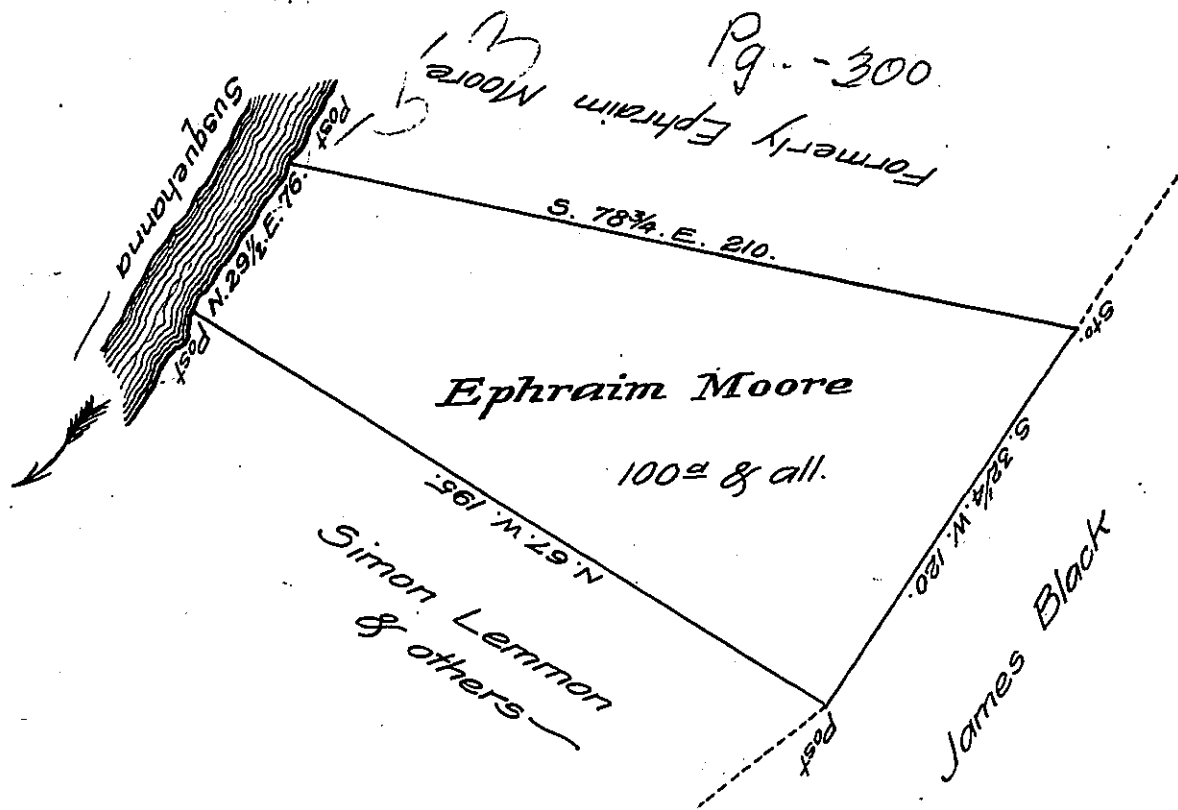 Pg. - 300
Formerly Ephraim Moore
Susquehanna
Post
N. 29½. E. 76.
Post
S. 78¾. E. 210.
Sto.
Ephraim Moore
100ª & all.
S. 32¼. W. 120.
N. 67. W. 195.
Simon Lemmon
& others
Post
James Black